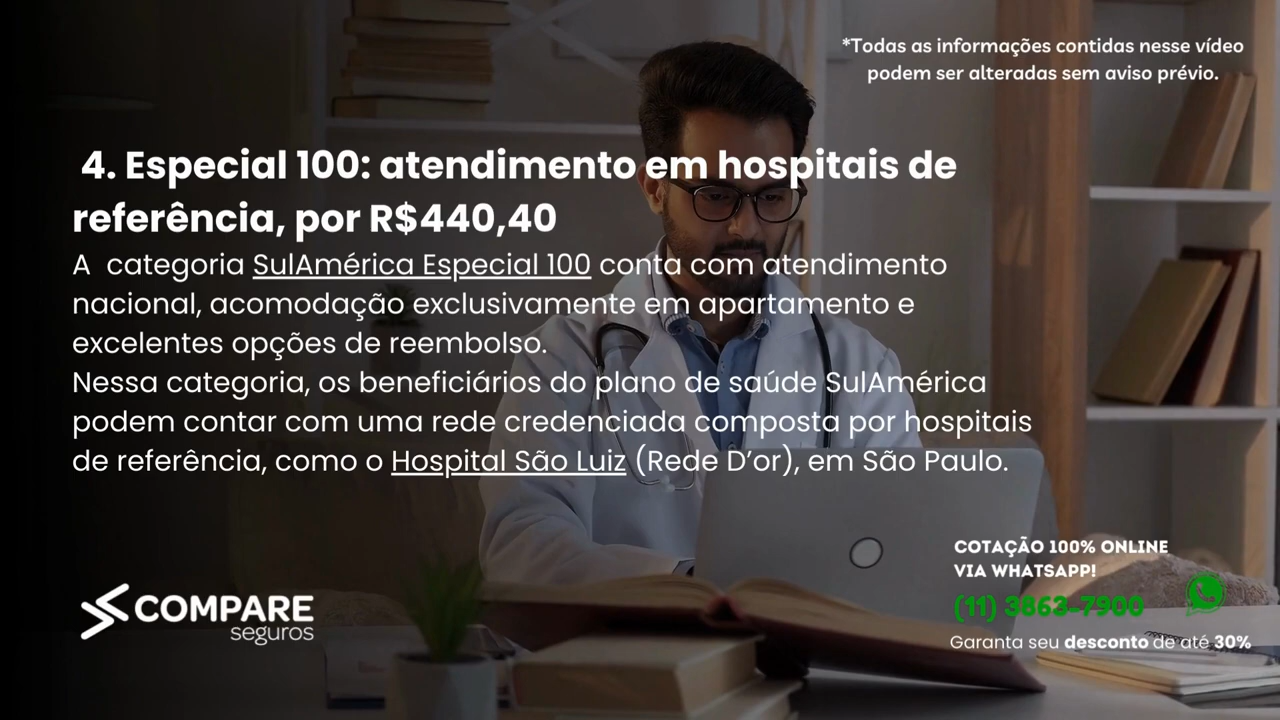 *Todas as informações contidas nesse vídeo
podem ser alteradas sem aviso prévio.
4. Especial 100: atendimento em hospitais de
referência, por R$440,40
A categoria SulAmérica Especial 100 conta com atendimento
nacional, acomodação exclusivamente em apartamento e
excelentes opções de reembolso.
Nessa categoria, os beneficiários do plano de saúde SulAmérica
podem contar com uma rede credenciada composta por hospitais
de referência, como o Hospital São Luiz (Rede D’or), em São Paulo.
COTAÇÃO 100% ONLINE
VIA WHATSAPP!
(11) 3863-7900
Garanta seu desconto de até 30%
COMPARE
seguros